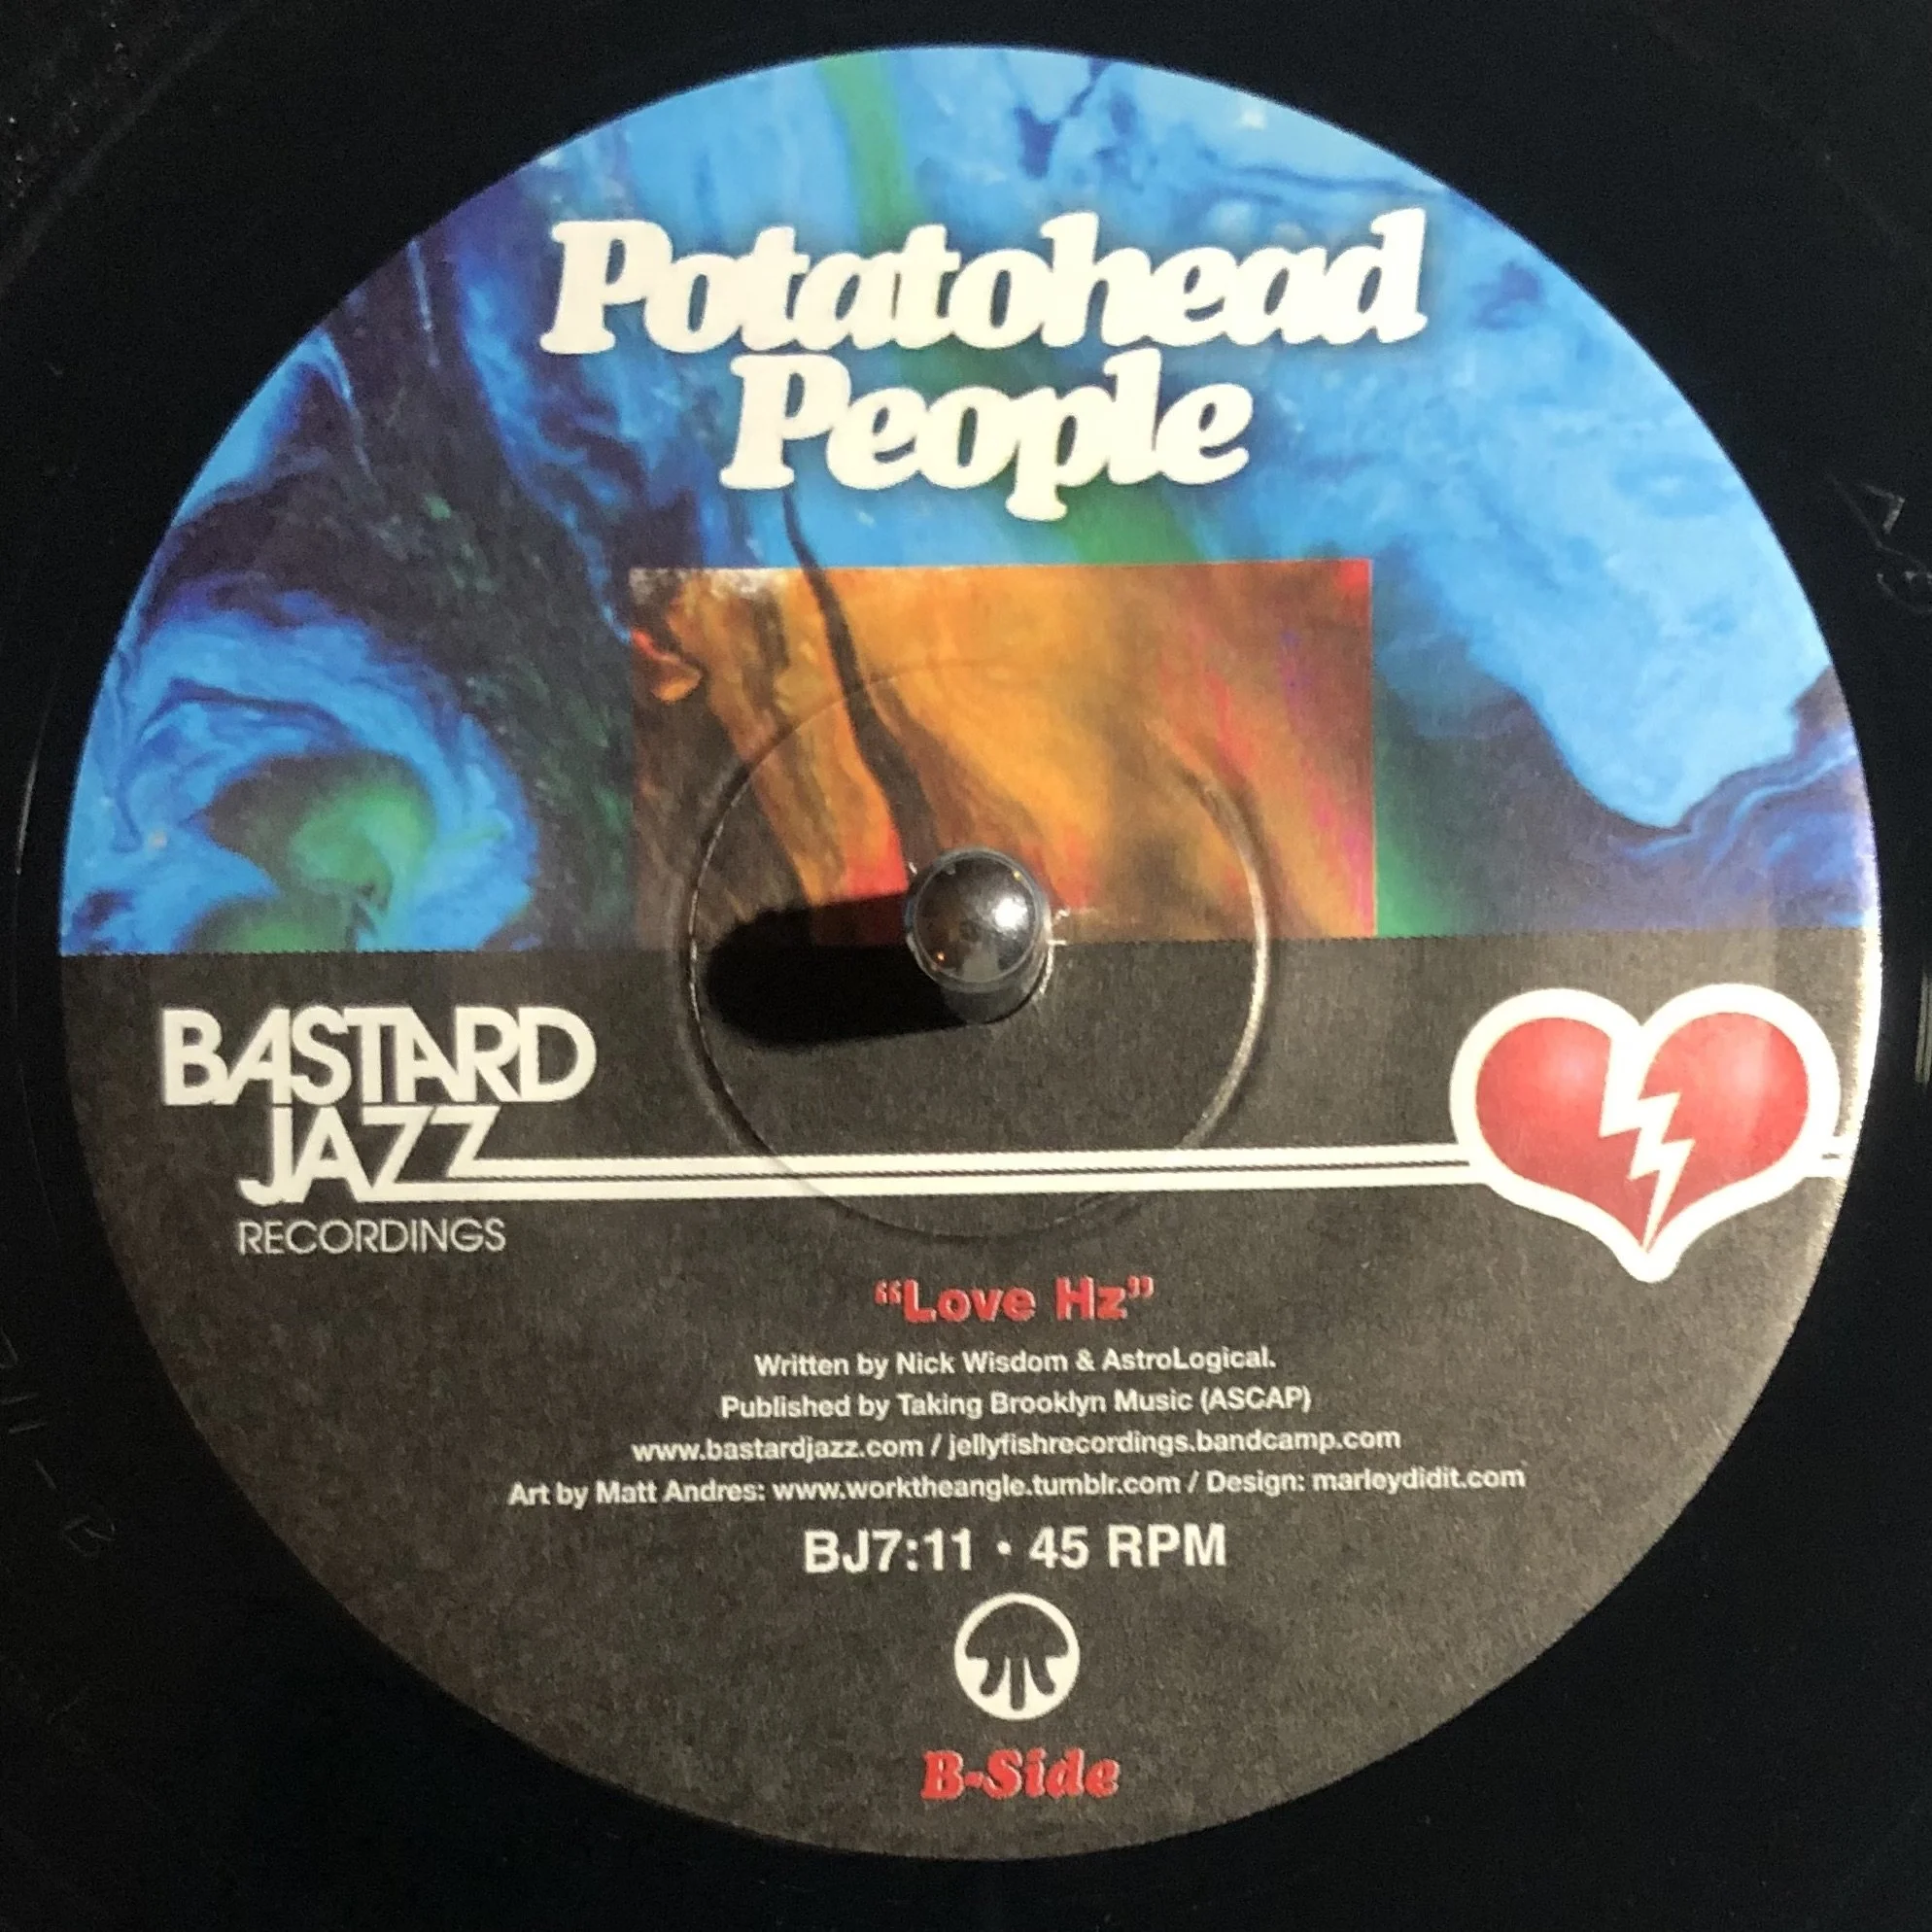 Potatohead
People
BASTARD
JAZZ
RECORDINGS
“Love Hz”
Written by Nick Wisdom & AstroLogical.
Published by Taking Brooklyn Music (ASCAP)
www.bastardjazz.com / jellyfishrecordings.bandcamp.com
Art by Matt Andres: www.worktheangle.tumblr.com / Design: marleydidit.com
BJ7:11 · 45 RPM
B-Side